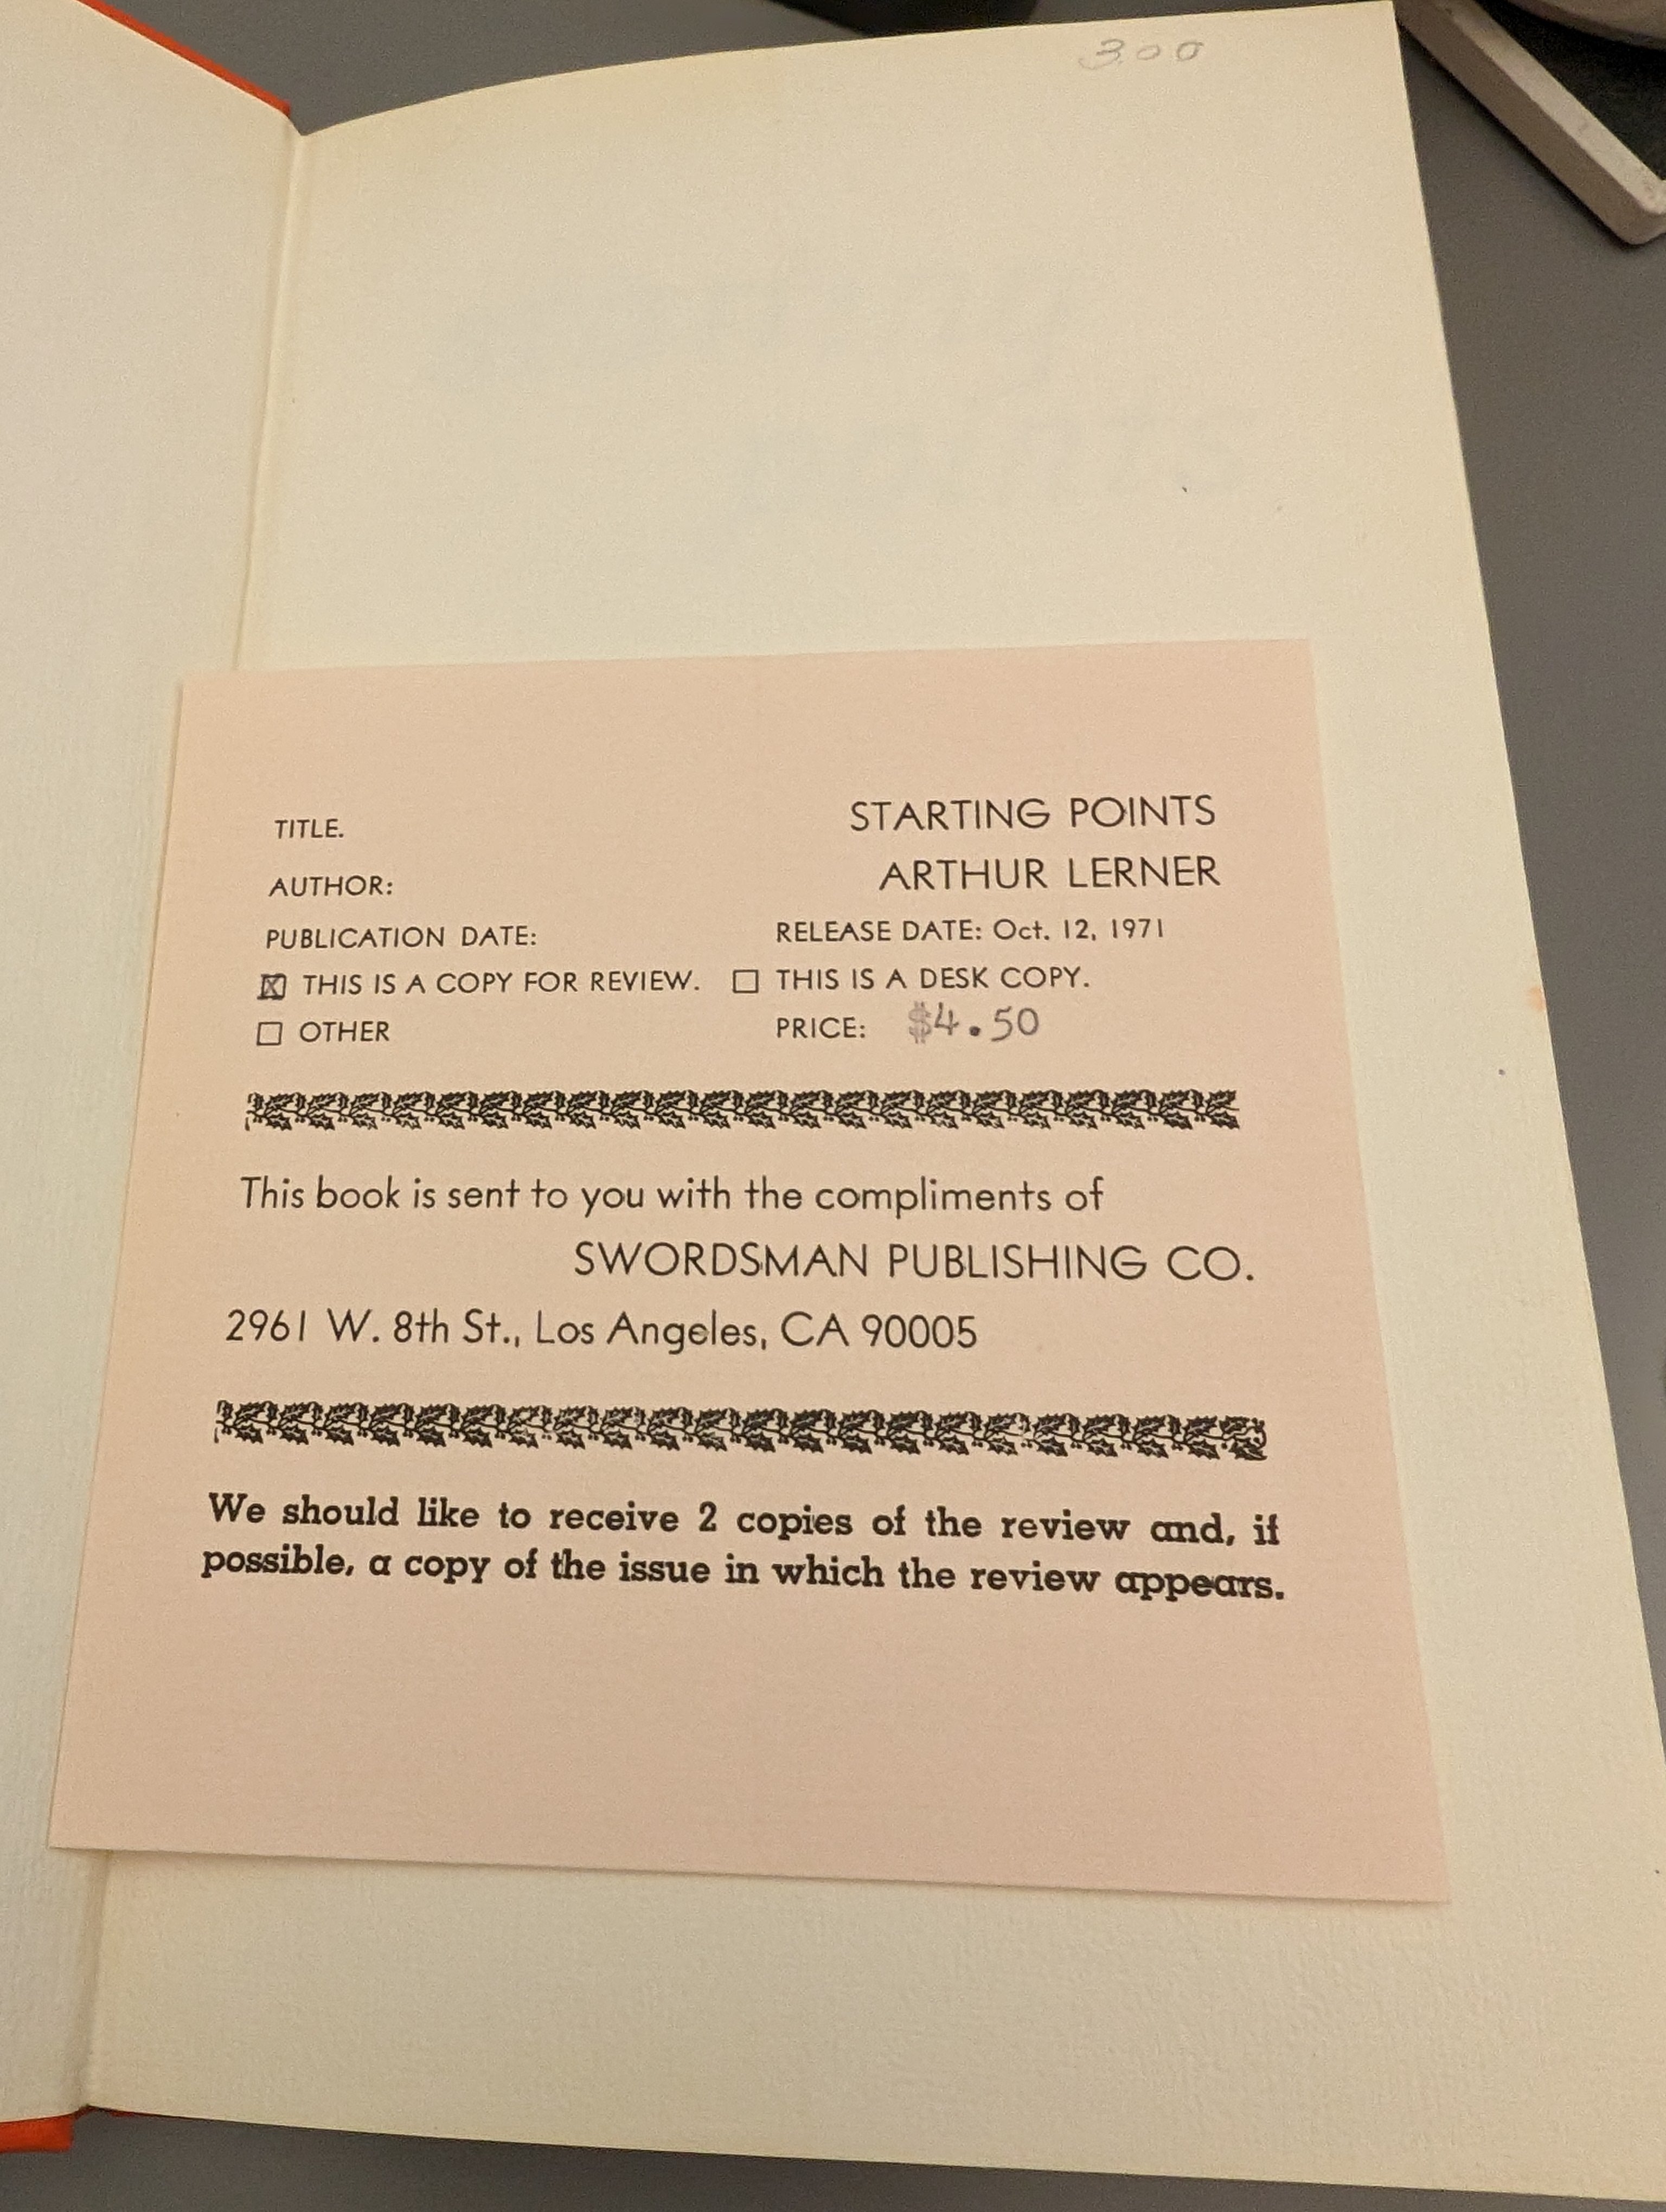 3.00
TITLE. STARTING POINTS
AUTHOR: ARTHUR LERNER
PUBLICATION DATE: RELEASE DATE: Oct. 12, 1971
☒ THIS IS A COPY FOR REVIEW. ☐ THIS IS A DESK COPY.
☐ OTHER PRICE: $4.50
This book is sent to you with the compliments of
SWORDSMAN PUBLISHING CO.
2961 W. 8th St., Los Angeles, CA 90005
We should like to receive 2 copies of the review and, if
possible, a copy of the issue in which the review appears.